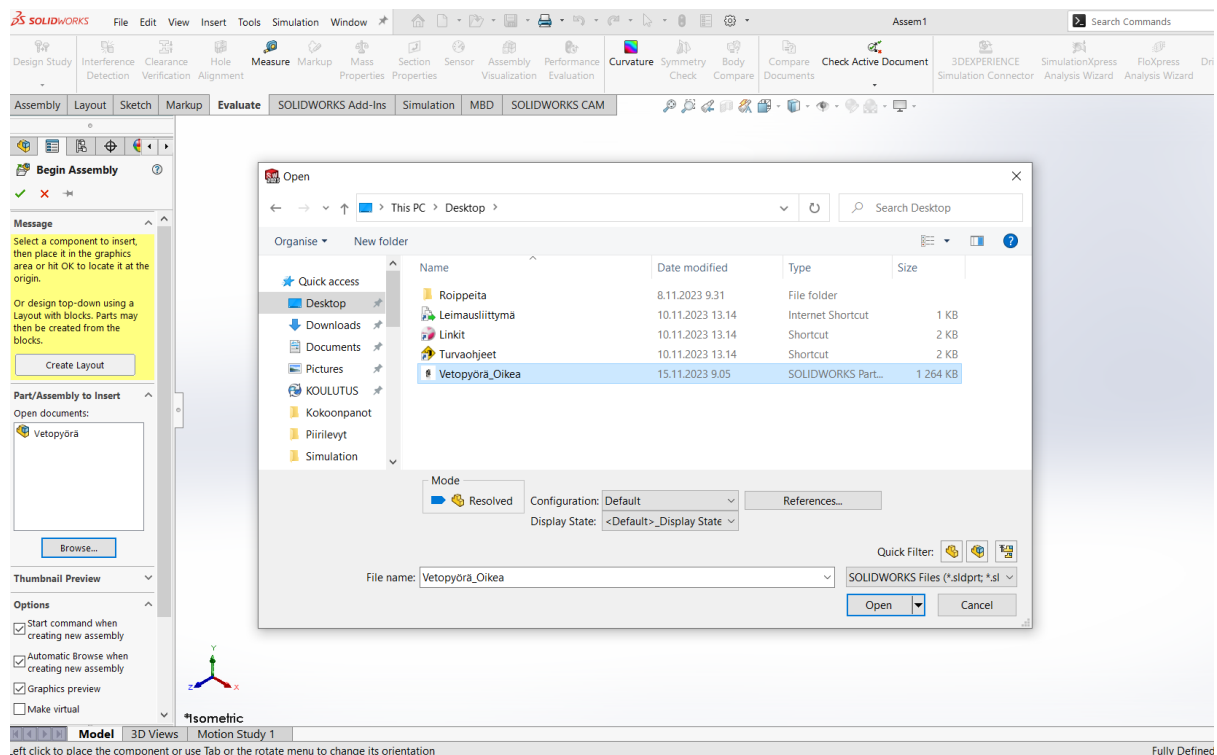 SOLIDWORKS File Edit View Insert Tools Simulation Window Assem1 Search Commands
Design Study Interference Detection Clearance Verification Hole Alignment Measure Markup Mass Properties Section Properties Sensor Assembly Visualization Performance Evaluation Curvature Symmetry Check Body Compare Compare Documents Check Active Document 3DEXPERIENCE Simulation Connector SimulationXpress Analysis Wizard FloXpress Analysis Wizard
Assembly Layout Sketch Markup Evaluate SOLIDWORKS Add-Ins Simulation MBD SOLIDWORKS CAM
Begin Assembly
Message
Select a component to insert,
then place it in the graphics
area or hit OK to locate it at the
origin.
Or design top-down using a
Layout with blocks. Parts may
then be created from the
blocks.
Create Layout
Part/Assembly to Insert
Open documents:
Vetopyörä
Browse...
Thumbnail Preview
Options
Start command when
creating new assembly
Automatic Browse when
creating new assembly
Graphics preview
Make virtual
Open
This PC > Desktop >
Search Desktop
Organise New folder
Quick access
Desktop
Downloads
Documents
Pictures
KOULUTUS
Kokoonpanot
Piirilevyt
Simulation
Name Date modified Type Size
Roippeita 8.11.2023 9.31 File folder
Leimausliittymä 10.11.2023 13.14 Internet Shortcut 1 KB
Linkit 10.11.2023 13.14 Shortcut 2 KB
Turvaohjeet 10.11.2023 13.14 Shortcut 2 KB
Vetopyörä_Oikea 15.11.2023 9.05 SOLIDWORKS Part... 1 264 KB
Mode
Resolved Configuration: Default References...
Display State: <Default>_Display State
Quick Filter:
File name: Vetopyörä_Oikea SOLIDWORKS Files (*.sldprt; *.sl
Open Cancel
Y
Z X
*Isometric
Model 3D Views Motion Study 1
click to place the component or use Tab or the rotate menu to change its orientation Fully Defined